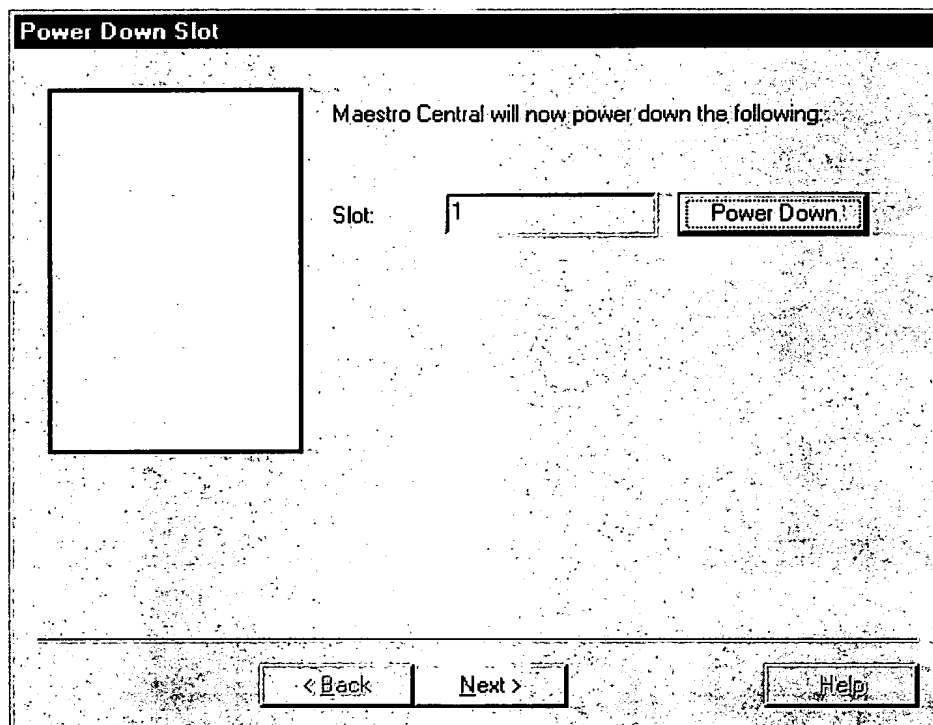 Power Down Slot
Maestro Central will now power down the following:
Slot: 1 Power Down
< Back Next > Help